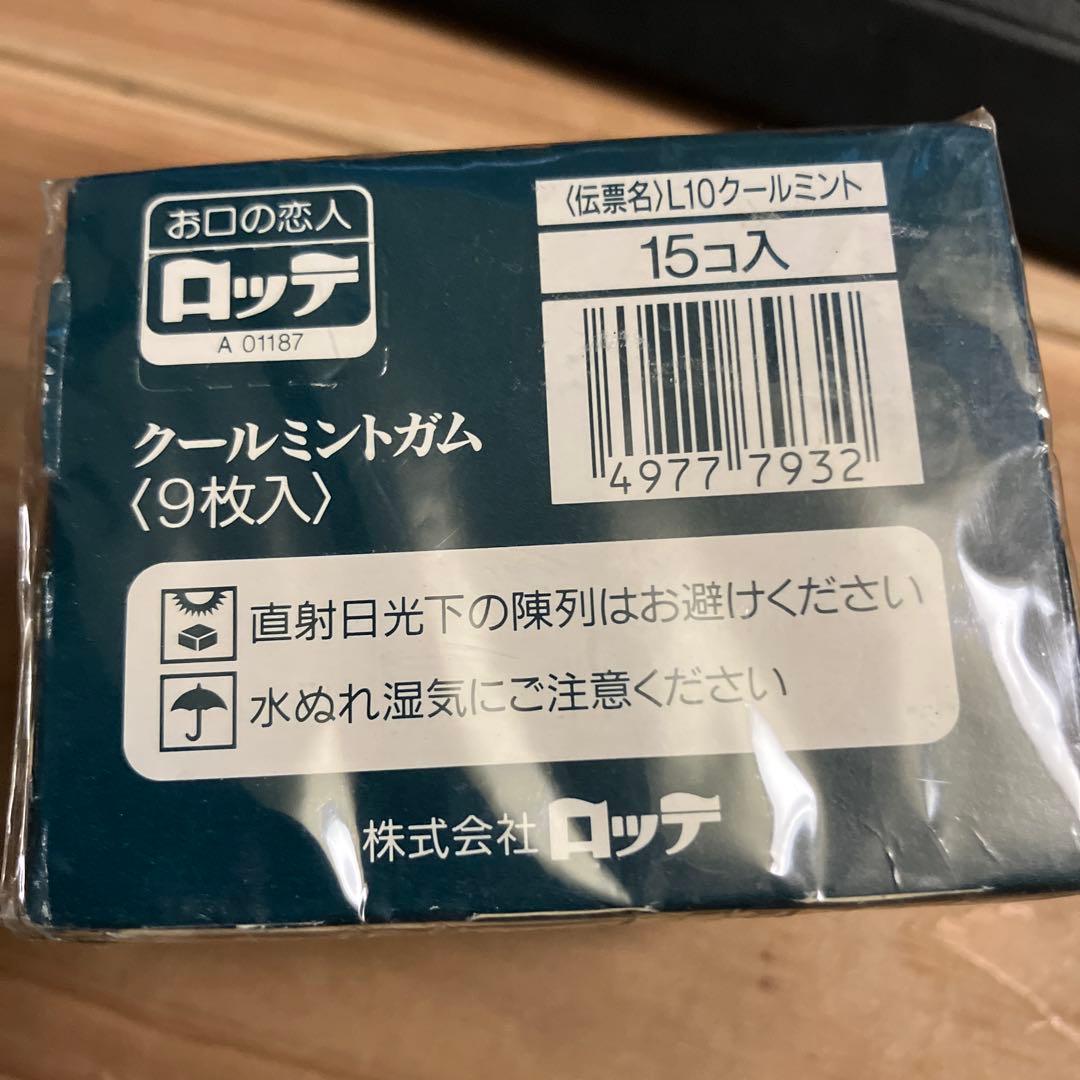 お口の恋人
ロッテ
A 01187
〈伝票名〉L10クールミント
15コ入
4977 7932
クールミントガム
〈9枚入〉
直射日光下の陳列はお避けください
水ぬれ湿気にご注意ください
株式会社ロッテ